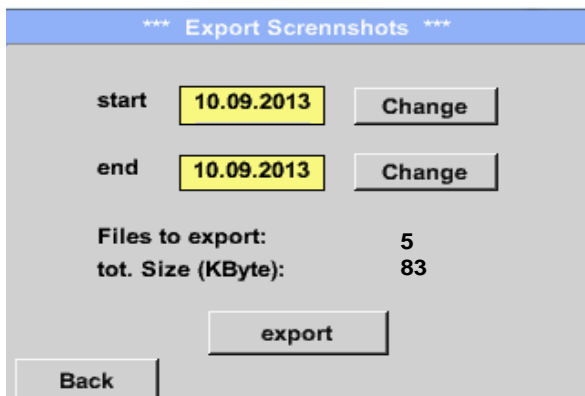 *** Export Scrennshots ***
start 10.09.2013 Change
end 10.09.2013 Change
Files to export: 5
tot. Size (KByte): 83
export
Back